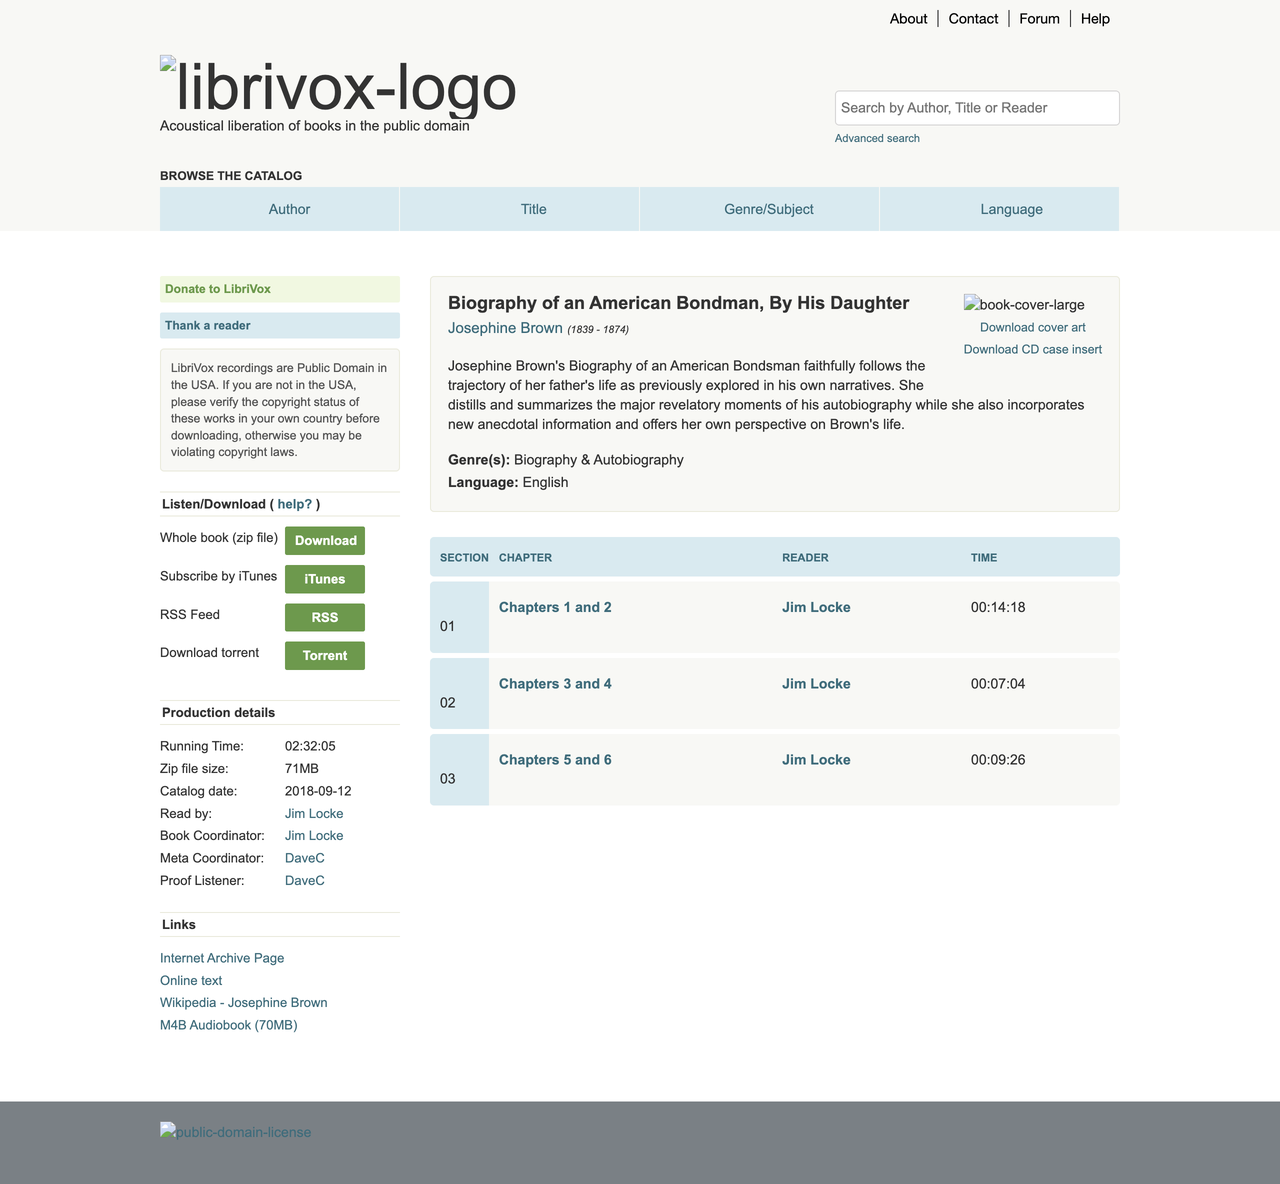 About
Contact
Forum
Help
librivox-logo
Acoustical liberation of books in the public domain
Search by Author, Title or Reader
Advanced search
BROWSE THE CATALOG
Author
Title
Genre/Subject
Language
Donate to LibriVox
Thank a reader
LibriVox recordings are Public Domain in
the USA. If you are not in the USA,
please verify the copyright status of
these works in your own country before
downloading, otherwise you may be
violating copyright laws.
Listen/Download ( help? )
Whole book (zip file) Download
Subscribe by iTunes iTunes
RSS Feed RSS
Download torrent Torrent
Production details
Running Time: 02:32:05
Zip file size: 71MB
Catalog date: 2018-09-12
Read by: Jim Locke
Book Coordinator: Jim Locke
Meta Coordinator: DaveC
Proof Listener: DaveC
Links
Internet Archive Page
Online text
Wikipedia - Josephine Brown
M4B Audiobook (70MB)
Biography of an American Bondman, By His Daughter
Josephine Brown (1839 - 1874)
book-cover-large
Download cover art
Download CD case insert
Josephine Brown's Biography of an American Bondsman faithfully follows the
trajectory of her father's life as previously explored in his own narratives. She
distills and summarizes the major revelatory moments of his autobiography while she also incorporates
new anecdotal information and offers her own perspective on Brown's life.
Genre(s): Biography & Autobiography
Language: English
SECTION CHAPTER READER TIME
01 Chapters 1 and 2 Jim Locke 00:14:18
02 Chapters 3 and 4 Jim Locke 00:07:04
03 Chapters 5 and 6 Jim Locke 00:09:26
public-domain-license